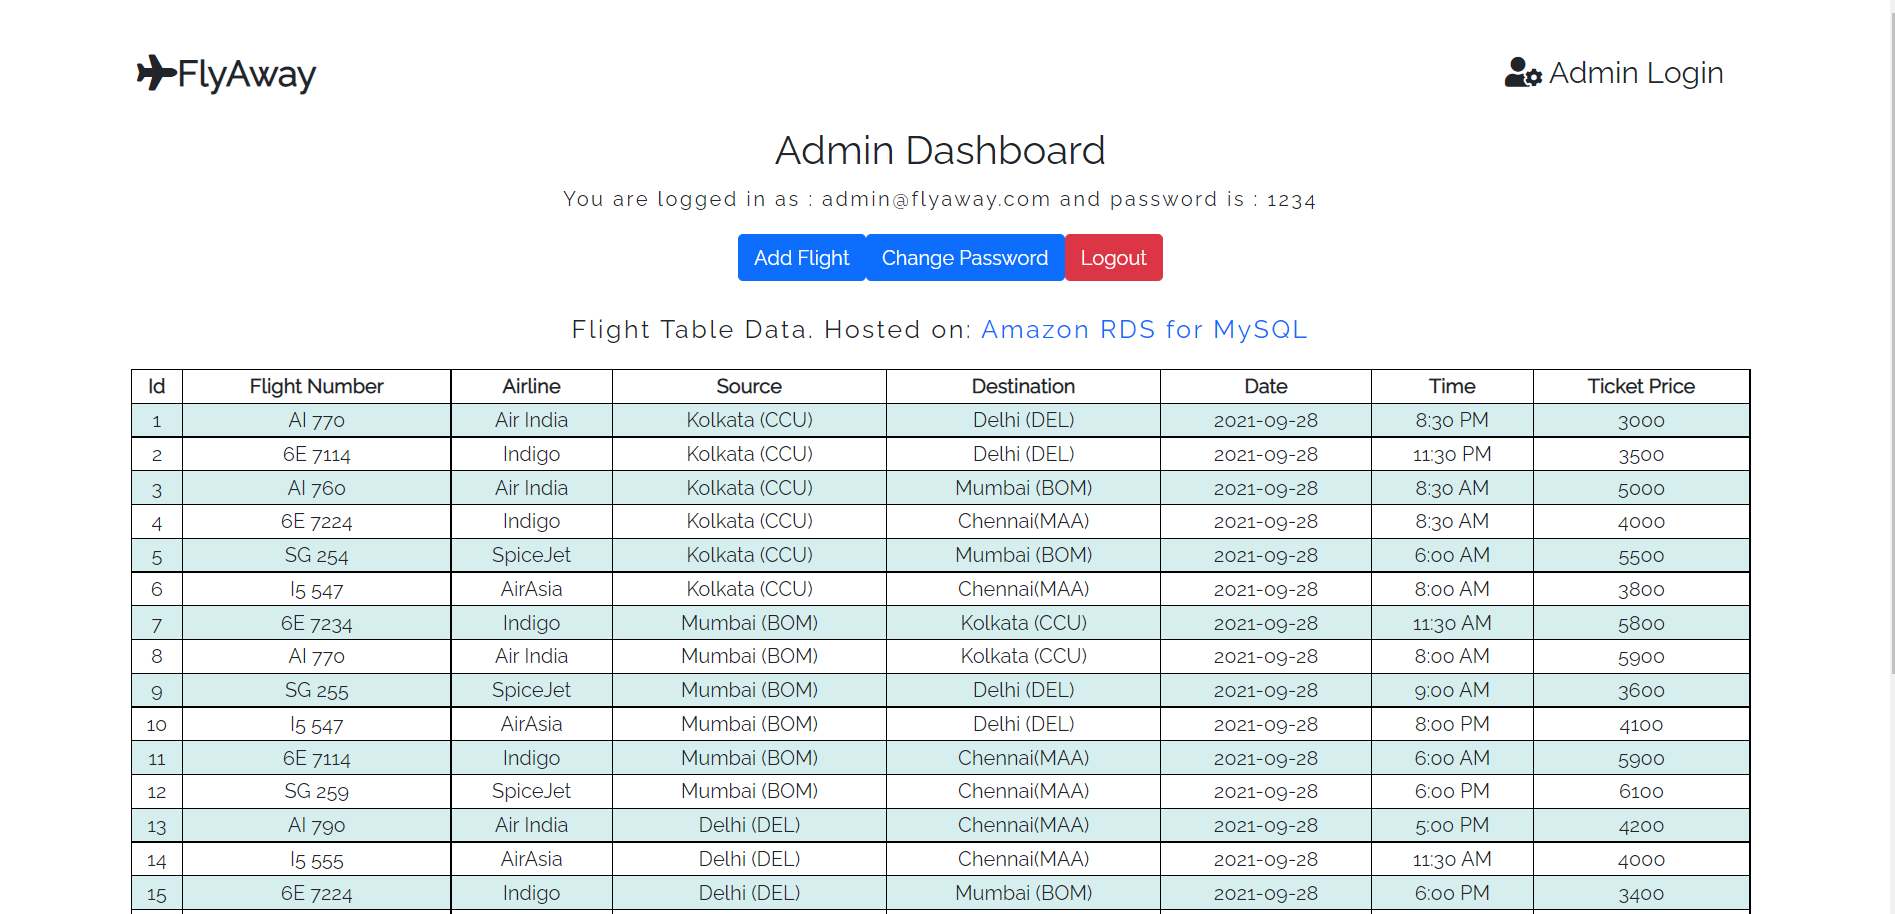 FlyAway
Admin Login
Admin Dashboard
You are logged in as : admin@flyaway.com and password is : 1234
Add Flight Change Password Logout
Flight Table Data. Hosted on: Amazon RDS for MySQL
Id Flight Number Airline Source Destination Date Time Ticket Price
1 AI 770 Air India Kolkata (CCU) Delhi (DEL) 2021-09-28 8:30 PM 3000
2 6E 7114 Indigo Kolkata (CCU) Delhi (DEL) 2021-09-28 11:30 PM 3500
3 AI 760 Air India Kolkata (CCU) Mumbai (BOM) 2021-09-28 8:30 AM 5000
4 6E 7224 Indigo Kolkata (CCU) Chennai(MAA) 2021-09-28 8:30 AM 4000
5 SG 254 SpiceJet Kolkata (CCU) Mumbai (BOM) 2021-09-28 6:00 AM 5500
6 I5 547 AirAsia Kolkata (CCU) Chennai(MAA) 2021-09-28 8:00 AM 3800
7 6E 7234 Indigo Mumbai (BOM) Kolkata (CCU) 2021-09-28 11:30 AM 5800
8 AI 770 Air India Mumbai (BOM) Kolkata (CCU) 2021-09-28 8:00 AM 5900
9 SG 255 SpiceJet Mumbai (BOM) Delhi (DEL) 2021-09-28 9:00 AM 3600
10 I5 547 AirAsia Mumbai (BOM) Delhi (DEL) 2021-09-28 8:00 PM 4100
11 6E 7114 Indigo Mumbai (BOM) Chennai(MAA) 2021-09-28 6:00 AM 5900
12 SG 259 SpiceJet Mumbai (BOM) Chennai(MAA) 2021-09-28 6:00 PM 6100
13 AI 790 Air India Delhi (DEL) Chennai(MAA) 2021-09-28 5:00 PM 4200
14 I5 555 AirAsia Delhi (DEL) Chennai(MAA) 2021-09-28 11:30 AM 4000
15 6E 7224 Indigo Delhi (DEL) Mumbai (BOM) 2021-09-28 6:00 PM 3400